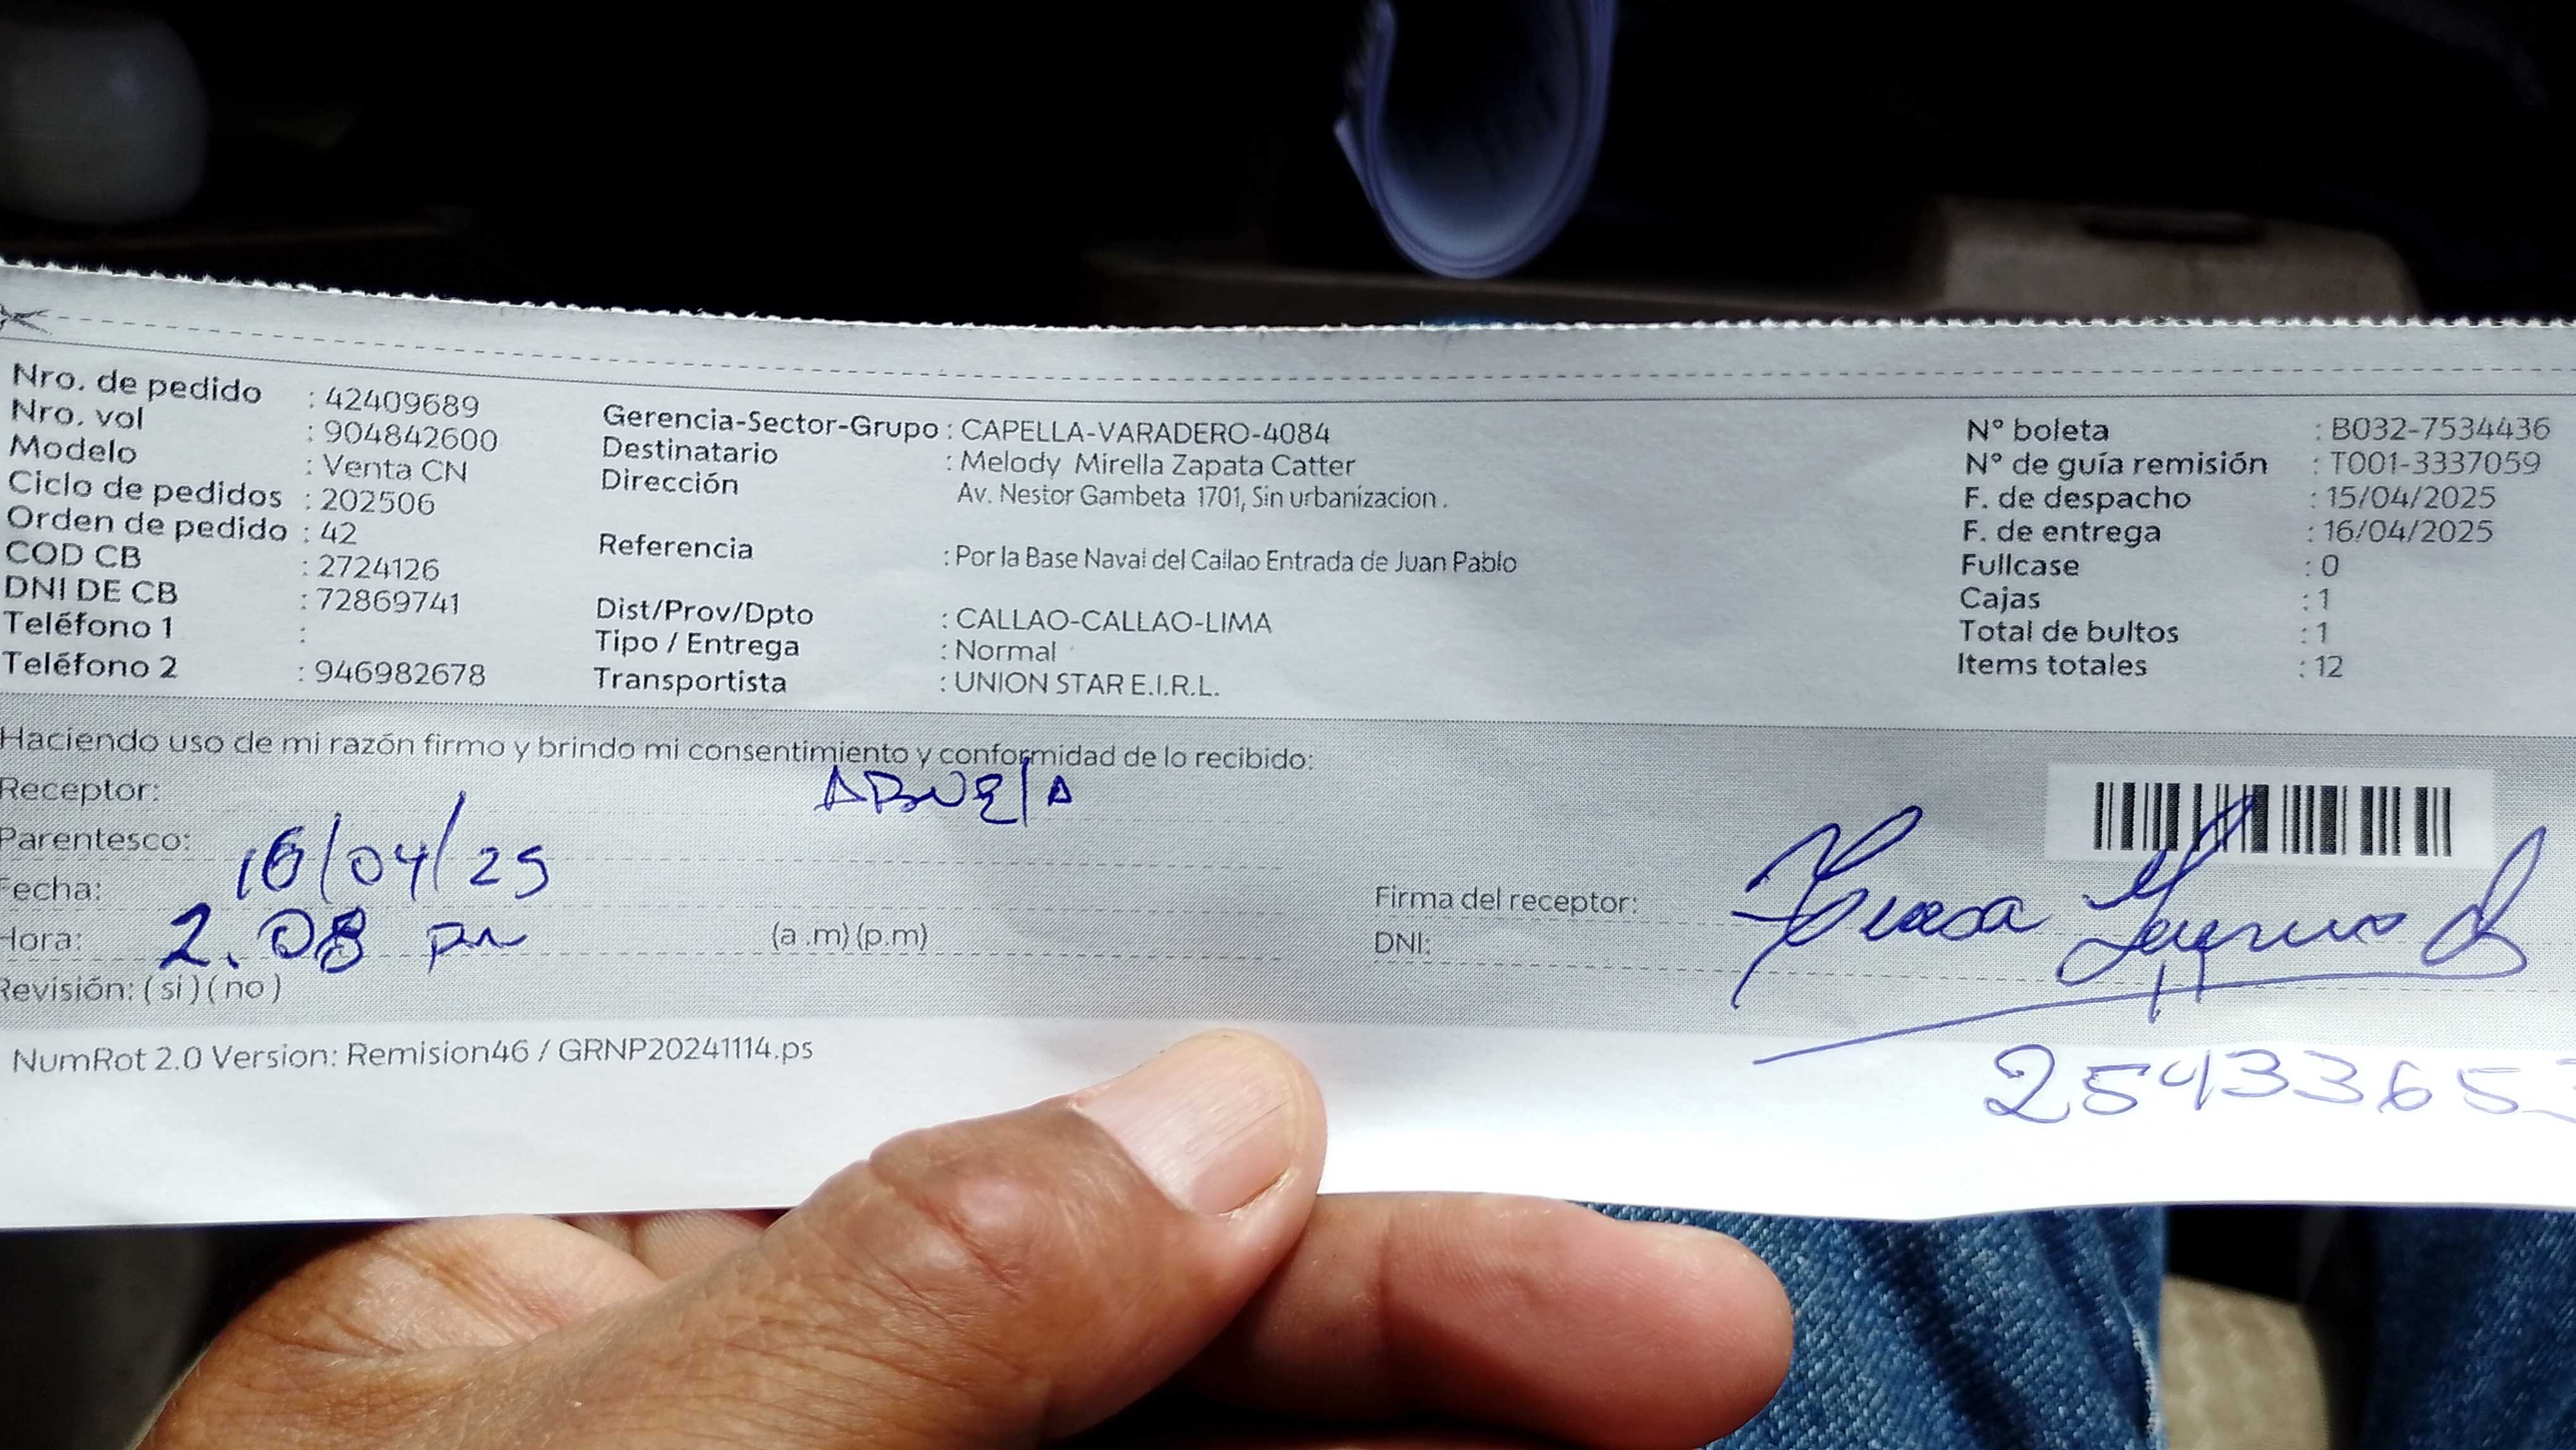 Nro. de pedido : 42409689
Nro. vol : 904842600
Modelo : Venta CN
Ciclo de pedidos : 202506
Orden de pedido : 42
COD CB : 2724126
DNI DE CB : 72869741
Teléfono 1 :
Teléfono 2 : 946982678
Gerencia-Sector-Grupo : CAPELLA-VARADERO-4084
Destinatario : Melody Mirella Zapata Catter
Dirección Av. Nestor Gambeta 1701, Sin urbanizacion .
Referencia : Por la Base Naval del Callao Entrada de Juan Pablo
Dist/Prov/Dpto : CALLAO-CALLAO-LIMA
Tipo / Entrega : Normal
Transportista : UNION STAR E.I.R.L.
N° boleta : B032-7534436
N° de guía remisión : T001-3337059
F. de despacho : 15/04/2025
F. de entrega : 16/04/2025
Fullcase : 0
Cajas : 1
Total de bultos : 1
Items totales : 12
Haciendo uso de mi razón firmo y brindo mi consentimiento y conformidad de lo recibido:
Receptor: ABUElA
Parentesco:
Fecha: 16/04/25
Hora: 2.08 pm (a .m) (p.m)
Revisión: ( si ) ( no )
Firma del receptor: Teresa
DNI:
2543365
NumRot 2.0 Version: Remision46 / GRNP20241114.ps